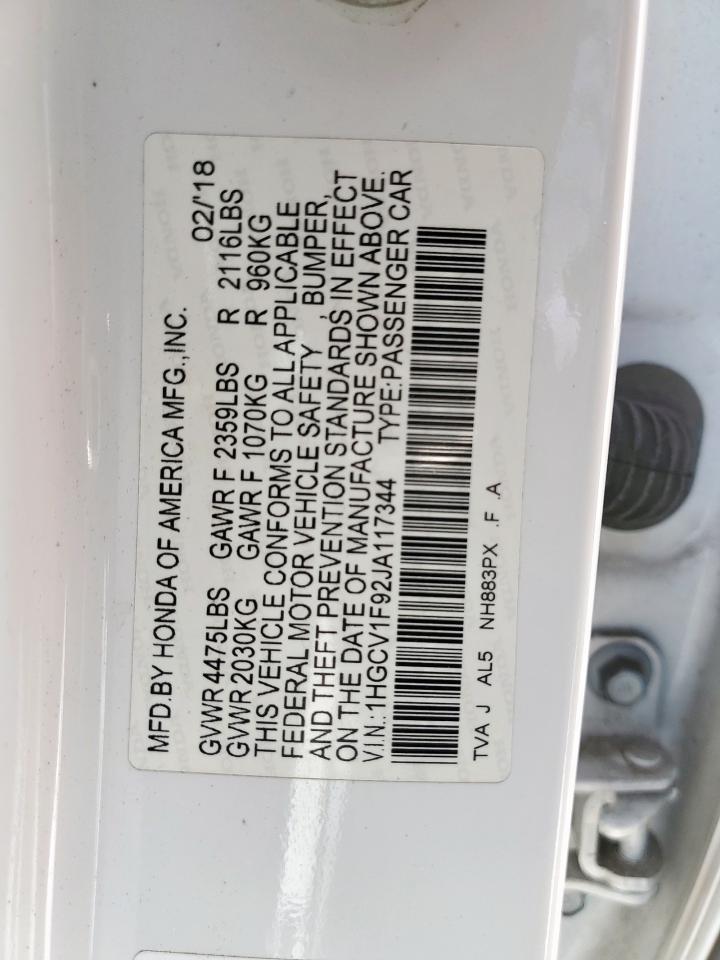 MFD.BY HONDA OF AMERICA MFG.,INC. 02/'18
GVWR 4475LBS GAWR F 2359LBS R 2116LBS
GVWR 2030KG GAWR F 1070KG R 960KG
THIS VEHICLE CONFORMS TO ALL APPLICABLE
FEDERAL MOTOR VEHICLE SAFETY , BUMPER,
AND THEFT PREVENTION STANDARDS IN EFFECT
ON THE DATE OF MANUFACTURE SHOWN ABOVE.
V.I.N.:1HGCV1F92JA117344 TYPE:PASSENGER CAR
TVA J AL5 NH883PX .F .A